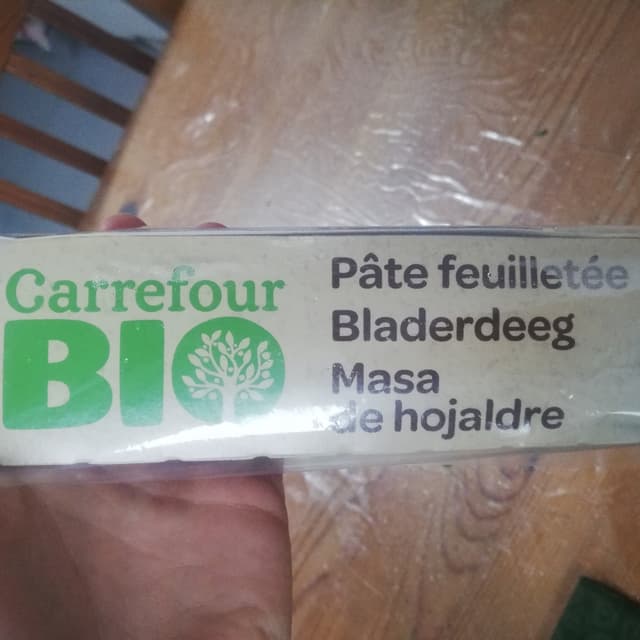 Carrefour
BIO
Pâte feuilletée
Bladerdeeg
Masa
de hojaldre